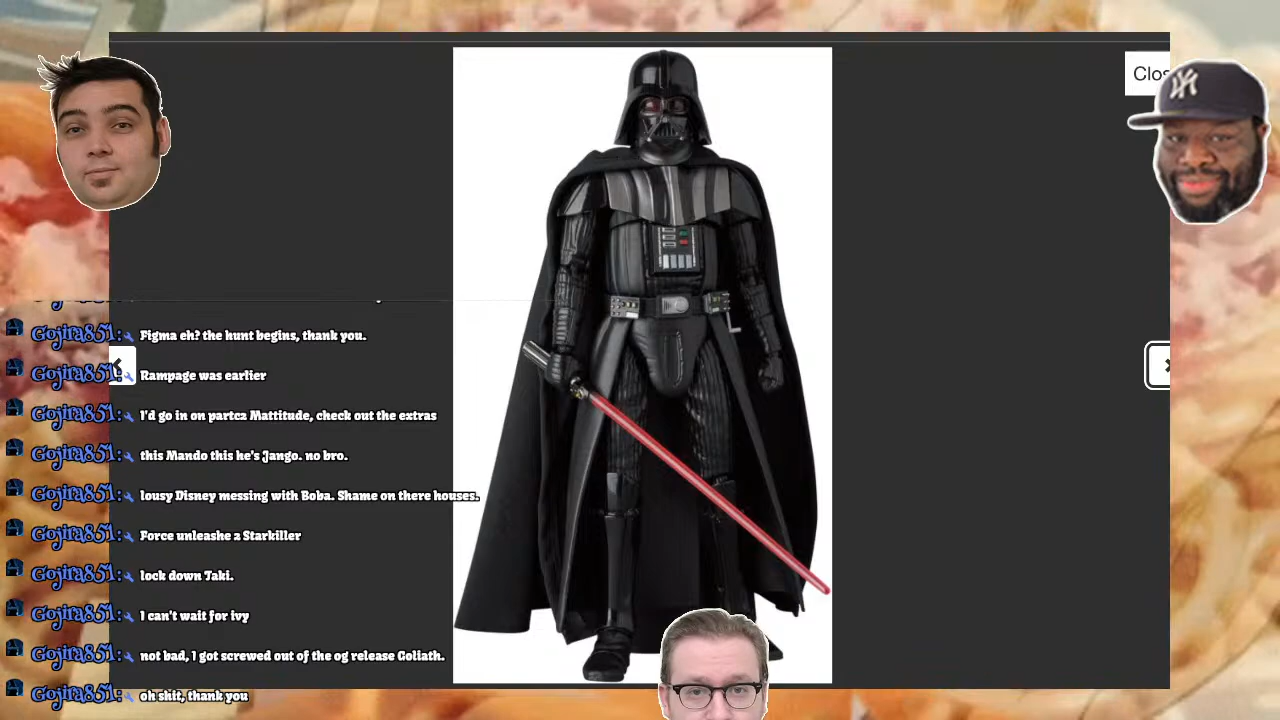 Clos
Gojira851: Figma eh? the hunt begins, thank you.
Gojira851: Rampage was earlier
Gojira851: I'd go in on part2 Mattitude, check out the extras
Gojira851: this Mando this he's Jango. no bro.
Gojira851: lousy Disney messing with Boba. Shame on there houses.
Gojira851: Force unleashe 2 Starkiller
Gojira851: lock down Taki.
Gojira851: I can't wait for ivy
Gojira851: not bad, I got screwed out of the og release Goliath.
Gojira851: oh shit, thank you